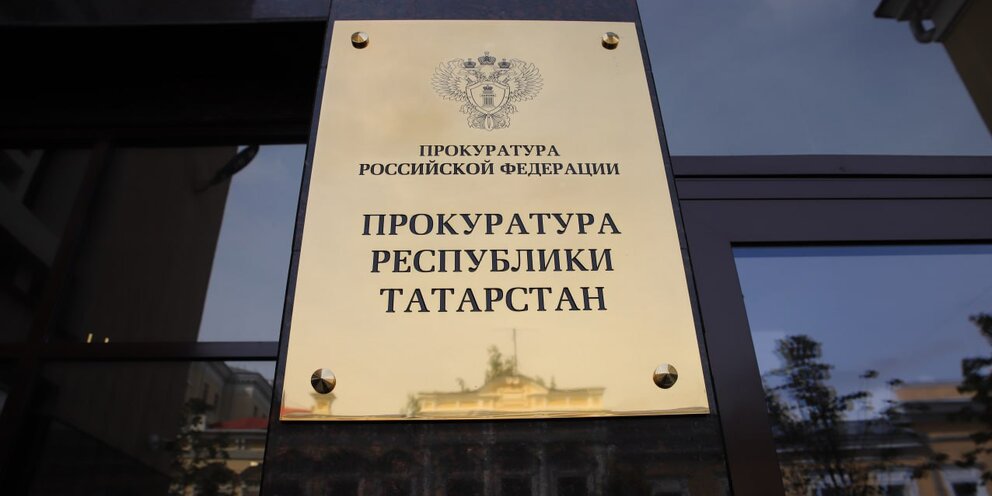 ПРОКУРАТУРА
РОССИЙСКОЙ ФЕДЕРАЦИИ
ПРОКУРАТУРА
РЕСПУБЛИКИ
ТАТАРСТАН